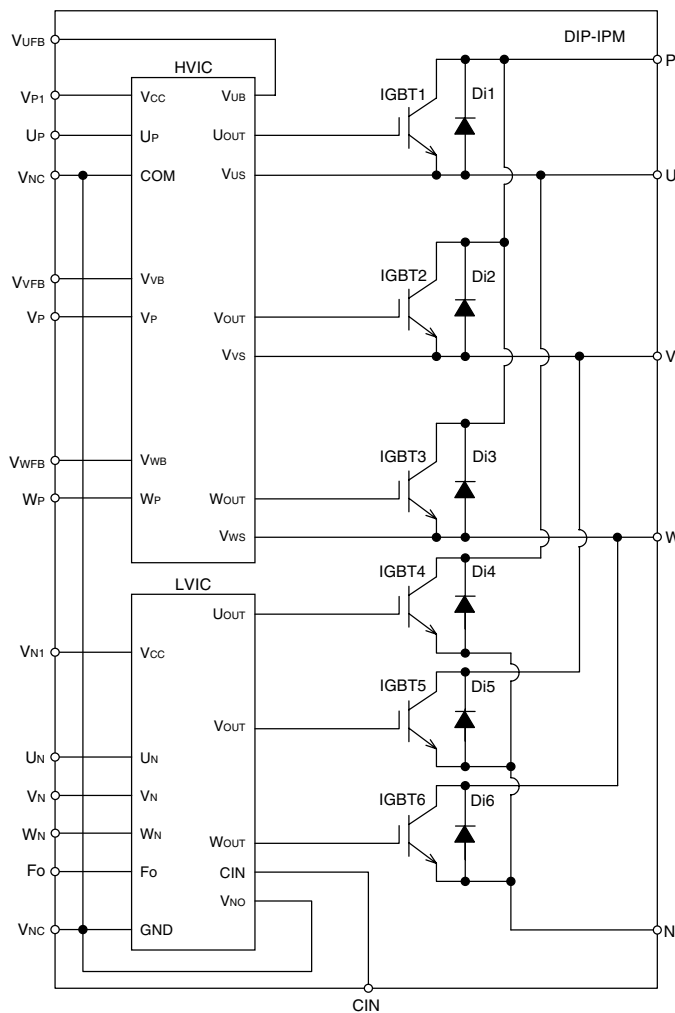 DIP-IPM
VUFB
P
HVIC
IGBT1
Di1
VP1
VCC
VUB
UP
UP
UOUT
VNC
COM
VUS
U
IGBT2
Di2
VVFB
VVB
VP
VP
VOUT
VVS
V
IGBT3
Di3
VWFB
VWB
WP
WP
WOUT
VWS
W
LVIC
IGBT4
Di4
UOUT
VN1
VCC
IGBT5
Di5
VOUT
UN
UN
IGBT6
Di6
VN
VN
WN
WN
WOUT
Fo
Fo
CIN
VNO
VNC
GND
N
CIN